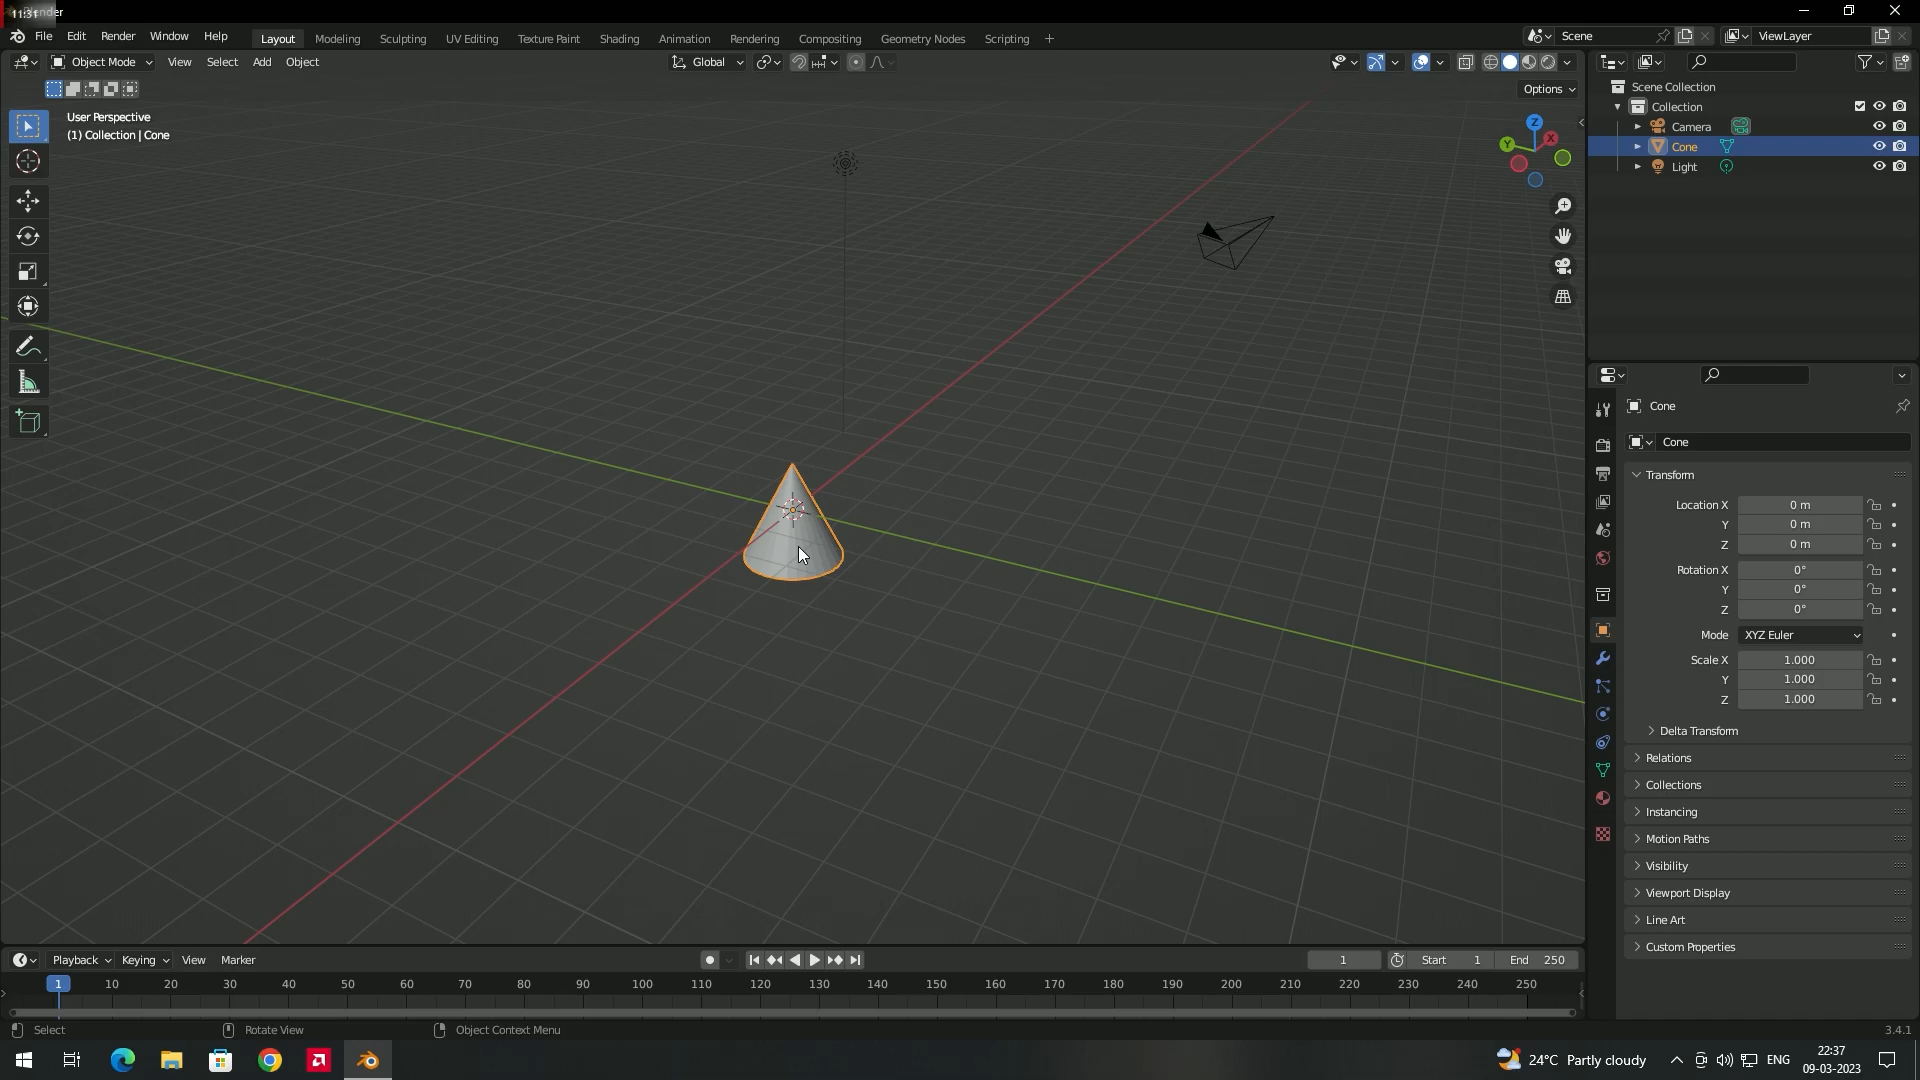 Blender
11:31
File Edit Render Window Help Layout Modeling Sculpting UV Editing Texture Paint Shading Animation Rendering Compositing Geometry Nodes Scripting + Scene ViewLayer
Object Mode View Select Add Object Global
Options
User Perspective
(1) Collection | Cone
Z
X
Y
Scene Collection
Collection
Camera
Cone
Light
Cone
Cone
Transform
Location X 0 m
Y 0 m
Z 0 m
Rotation X 0°
Y 0°
Z 0°
Mode XYZ Euler
Scale X 1.000
Y 1.000
Z 1.000
Delta Transform
Relations
Collections
Instancing
Motion Paths
Visibility
Viewport Display
Line Art
Custom Properties
Playback Keying View Marker 1 Start 1 End 250
1 10 20 30 40 50 60 70 80 90 100 110 120 130 140 150 160 170 180 190 200 210 220 230 240 250
Select Rotate View Object Context Menu 3.4.1
24°C Partly cloudy ENG
22:37
09-03-2023